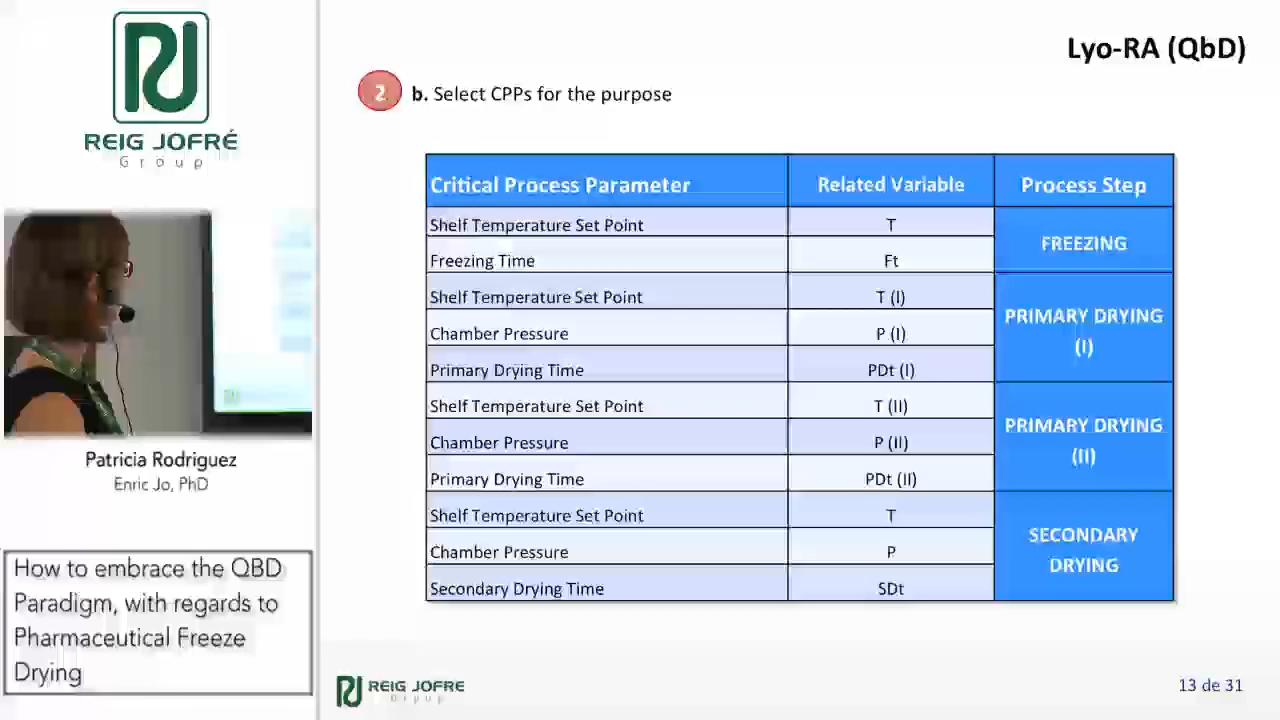 REIG JOFRÉ
Group
Patricia Rodriguez
Enric Jo, PhD
How to embrace the QBD
Paradigm, with regards to
Pharmaceutical Freeze
Drying
Lyo-RA (QbD)
2 b. Select CPPs for the purpose
Critical Process Parameter Related Variable Process Step
Shelf Temperature Set Point T FREEZING
Freezing Time Ft
Shelf Temperature Set Point T (I) PRIMARY DRYING
Chamber Pressure P (I) (I)
Primary Drying Time PDt (I)
Shelf Temperature Set Point T (II) PRIMARY DRYING
Chamber Pressure P (II) (II)
Primary Drying Time PDt (II)
Shelf Temperature Set Point T SECONDARY
Chamber Pressure P DRYING
Secondary Drying Time SDt
REIG JOFRE
Group
13 de 31